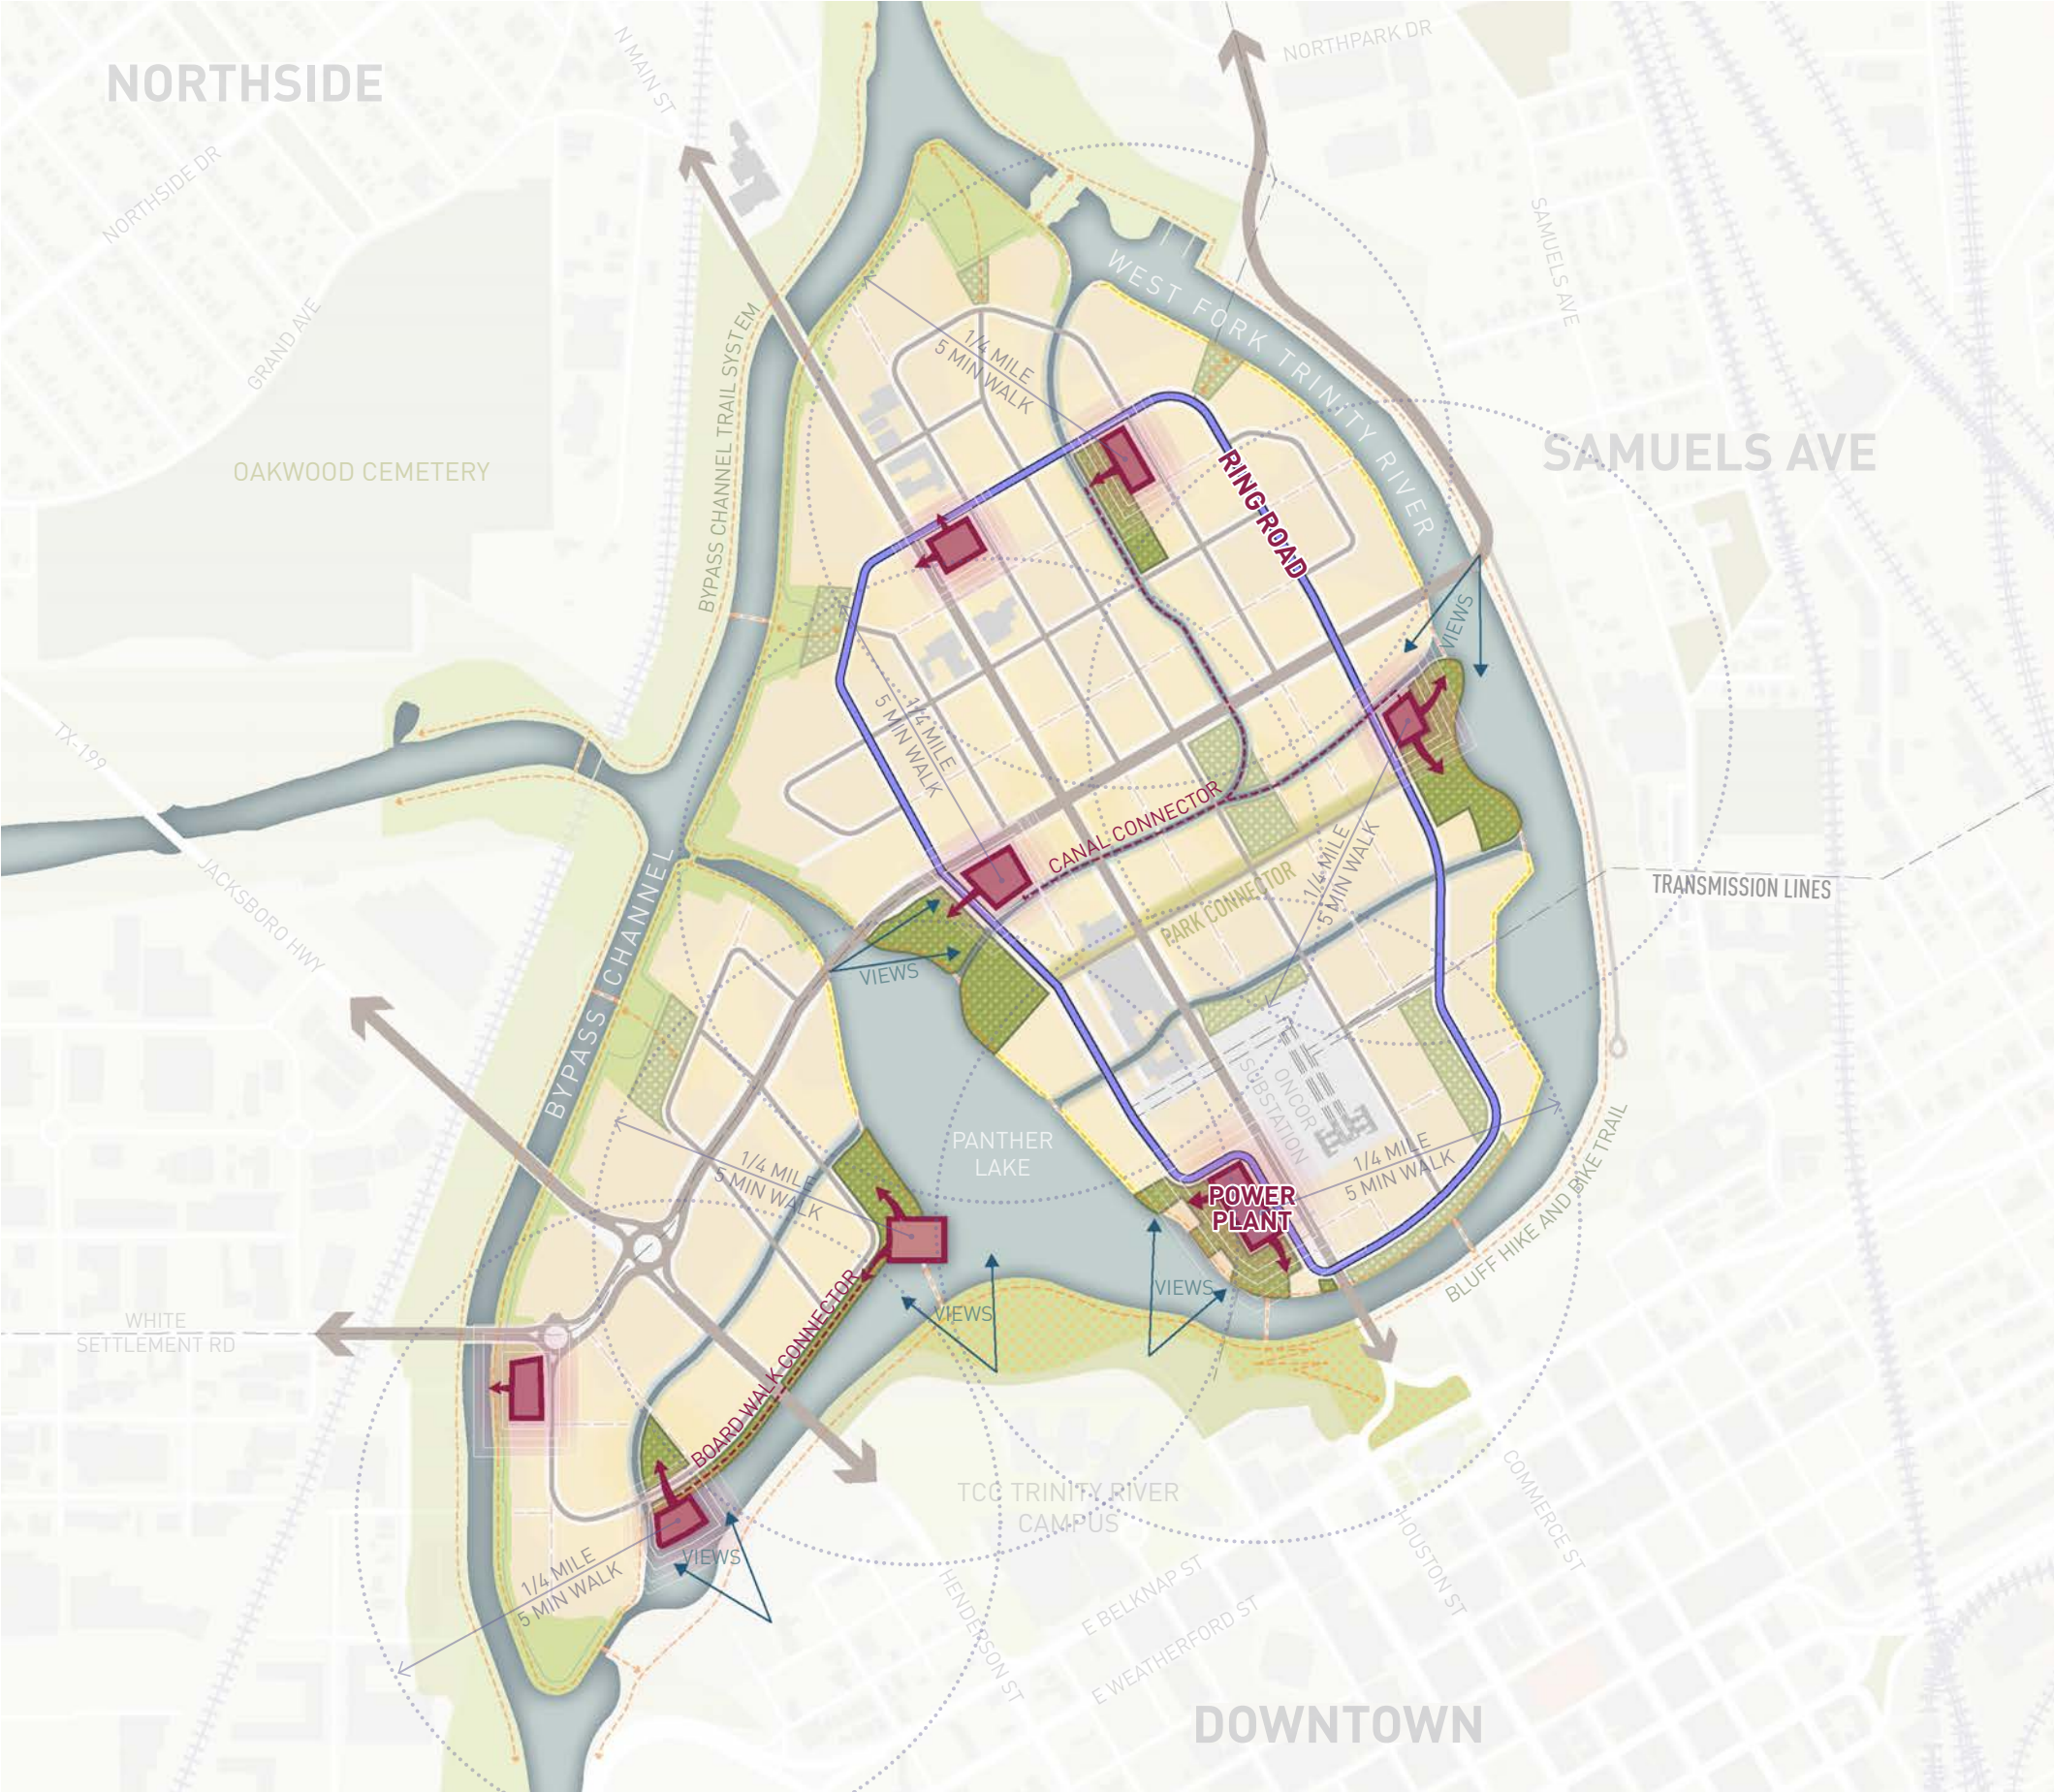 NORTHSIDE
N MAIN ST
NORTHPARK DR
NORTHSIDE DR
SAMUELS AVE
GRAND AVE
BYPASS CHANNEL TRAIL SYSTEM
WEST FORK TRINITY RIVER
1/4 MILE
5 MIN WALK
SAMUELS AVE
OAKWOOD CEMETERY
RING ROAD
VIEWS
TX-199
1/4 MILE
5 MIN WALK
CANAL CONNECTOR
JACKSBORO HWY
PARK CONNECTOR
1/4 MILE
5 MIN WALK
TRANSMISSION LINES
VIEWS
BYPASS CHANNEL
ONCOR
SUBSTATION
PANTHER
LAKE
1/4 MILE
5 MIN WALK
1/4 MILE
5 MIN WALK
POWER
PLANT
BLUFF HIKE AND BIKE TRAIL
VIEWS
VIEWS
WHITE
SETTLEMENT RD
BOARD WALK CONNECTOR
TCC TRINITY RIVER
CAMPUS
COMMERCE ST
HOUSTON ST
VIEWS
1/4 MILE
5 MIN WALK
HENDERSON ST
E BELKNAP ST
E WEATHERFORD ST
DOWNTOWN